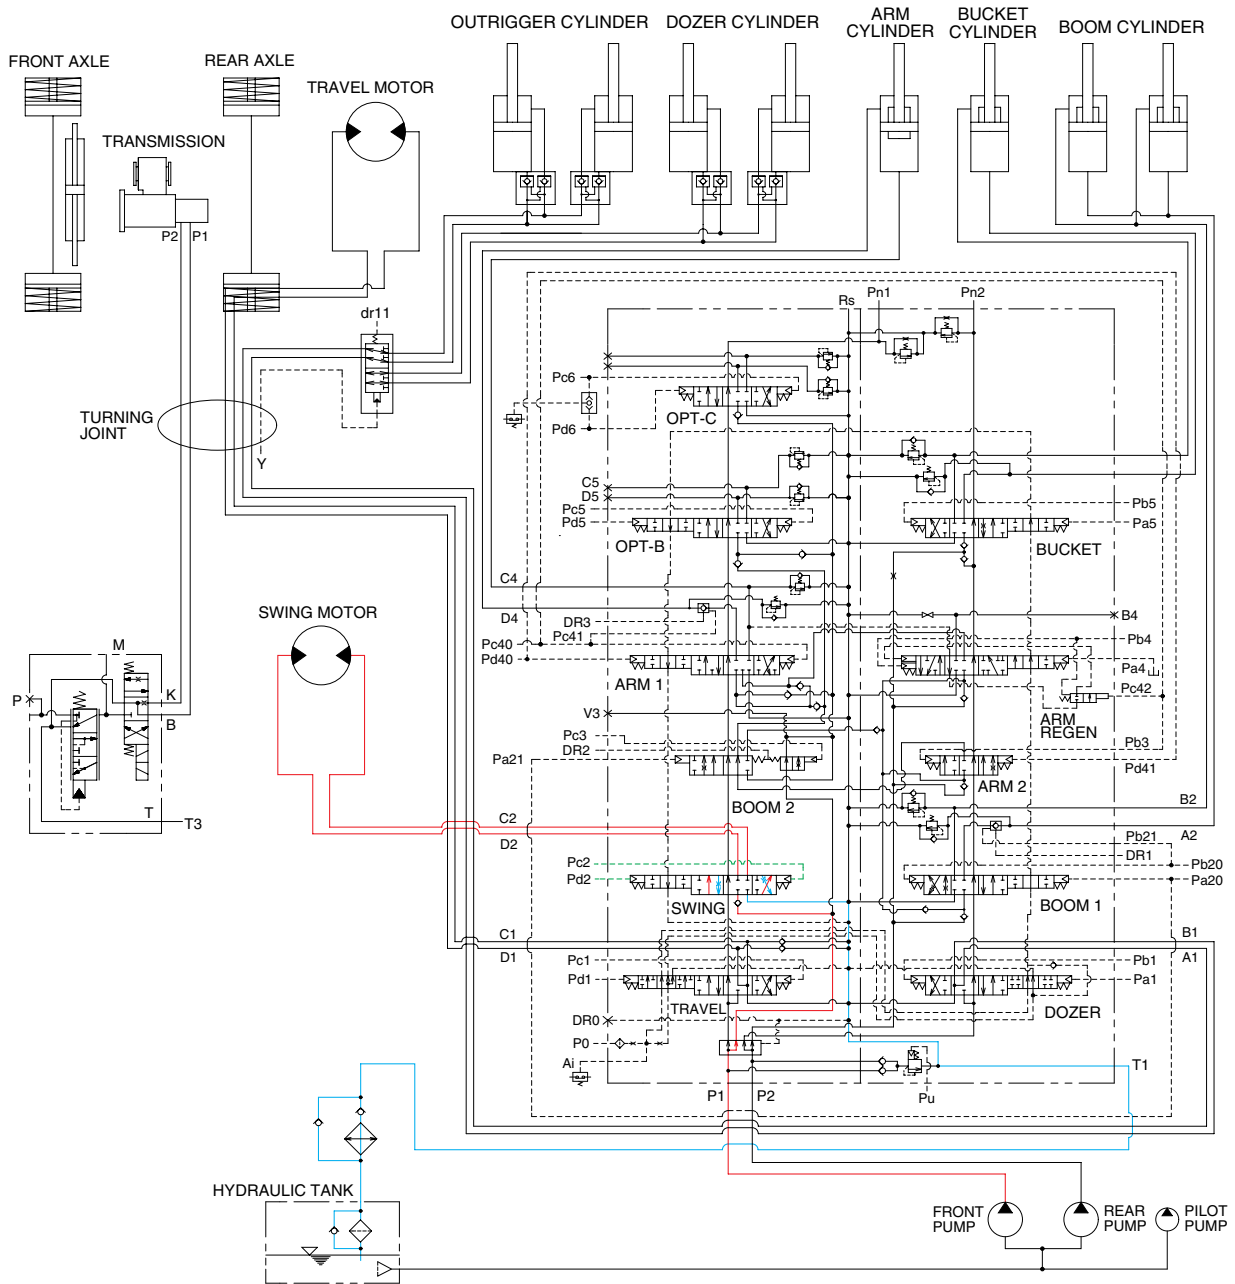 OUTRIGGER CYLINDER
DOZER CYLINDER
ARM
CYLINDER
BUCKET
CYLINDER
BOOM CYLINDER
FRONT AXLE
REAR AXLE
TRAVEL MOTOR
TRANSMISSION
P2
P1
dr11
Rs
Pn1
Pn2
Pc6
Pd6
OPT-C
TURNING
JOINT
Y
C5
D5
Pc5
Pd5
OPT-B
Pb5
Pa5
BUCKET
C4
D4
DR3
Pc41
Pc40
Pd40
ARM 1
B4
Pb4
Pa4
Pc42
ARM
REGEN
SWING MOTOR
M
P
K
B
T
T3
V3
Pc3
DR2
Pa21
BOOM 2
Pb3
Pd41
ARM 2
B2
A2
C2
D2
Pb21
DR1
Pb20
Pa20
Pc2
Pd2
SWING
BOOM 1
C1
D1
B1
A1
Pc1
Pd1
TRAVEL
Pb1
Pa1
DOZER
DR0
P0
Ai
T1
P1
P2
Pu
HYDRAULIC TANK
FRONT
PUMP
REAR
PUMP
PILOT
PUMP